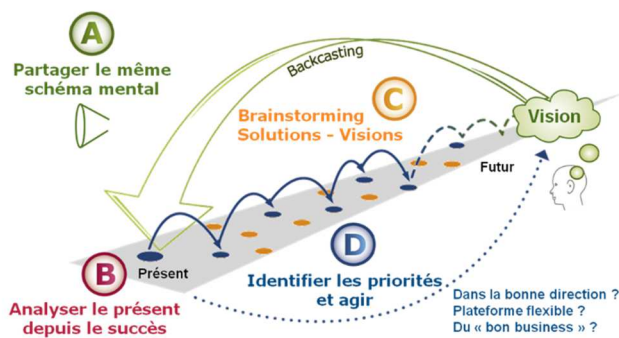 A
Partager le même
schéma mental
Backcasting
C
Brainstorming
Solutions - Visions
Vision
Futur
B
Présent
Analyser le présent
depuis le succès
D
Identifier les priorités
et agir
Dans la bonne direction ?
Plateforme flexible ?
Du « bon business » ?